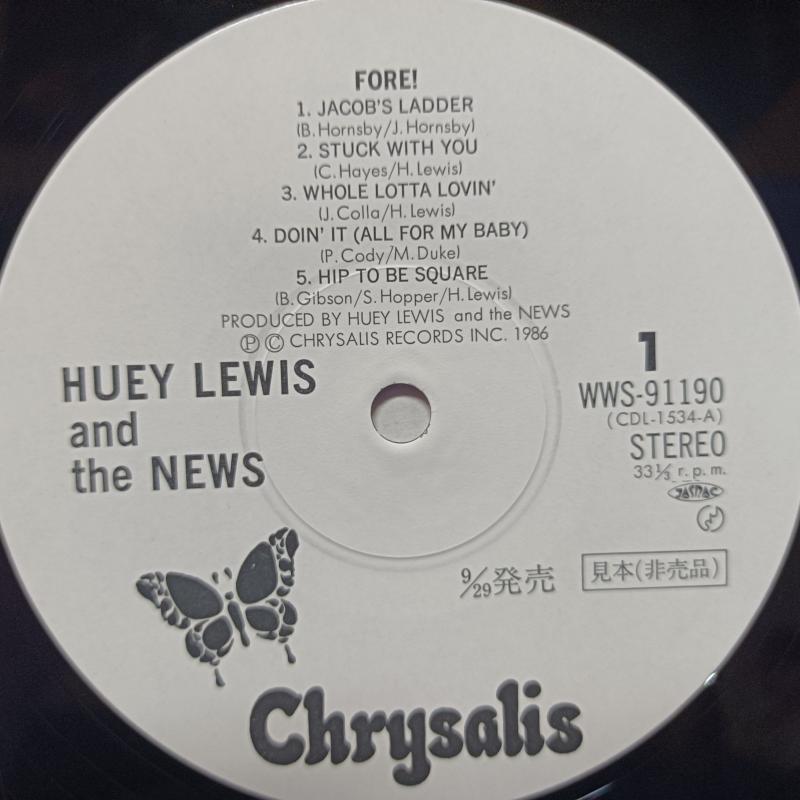 FORE!
1. JACOB'S LADDER
(B.Hornsby/J.Hornsby)
2. STUCK WITH YOU
(C.Hayes/H.Lewis)
3. WHOLE LOTTA LOVIN'
(J.Colla/H.Lewis)
4. DOIN' IT (ALL FOR MY BABY)
(P.Cody/M.Duke)
5. HIP TO BE SQUARE
(B.Gibson/S.Hopper/H.Lewis)
PRODUCED BY HUEY LEWIS and the NEWS
Ⓟ © CHRYSALIS RECORDS INC. 1986
HUEY LEWIS
and
the NEWS
1
WWS-91190
(CDL-1534-A)
STEREO
33⅓ r.p.m.
JASRAC
9/29発売
見本(非売品)
Chrysalis